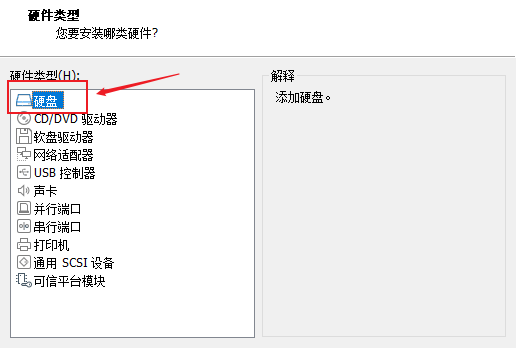 硬件类型
您要安装哪类硬件?
硬件类型(H):
硬盘
CD/DVD 驱动器
软盘驱动器
网络适配器
USB 控制器
声卡
并行端口
串行端口
打印机
通用 SCSI 设备
可信平台模块
解释
添加硬盘。